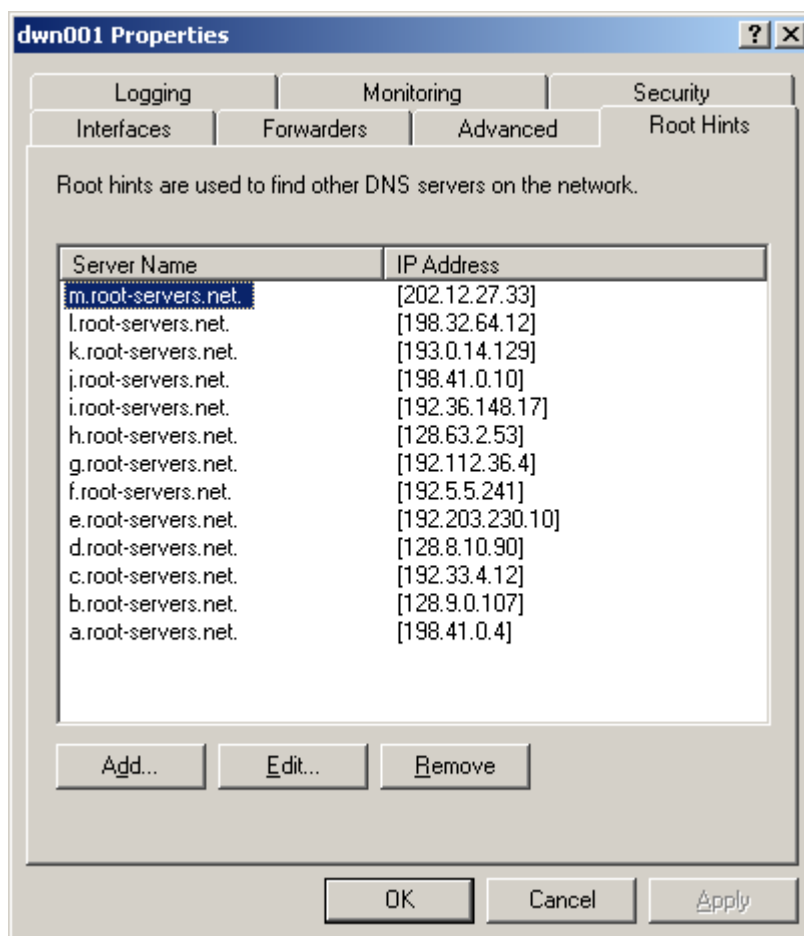 dwn001 Properties
Logging Monitoring Security
Interfaces Forwarders Advanced Root Hints
Root hints are used to find other DNS servers on the network.
Server Name IP Address
m.root-servers.net. [202.12.27.33]
l.root-servers.net. [198.32.64.12]
k.root-servers.net. [193.0.14.129]
j.root-servers.net. [198.41.0.10]
i.root-servers.net. [192.36.148.17]
h.root-servers.net. [128.63.2.53]
g.root-servers.net. [192.112.36.4]
f.root-servers.net. [192.5.5.241]
e.root-servers.net. [192.203.230.10]
d.root-servers.net. [128.8.10.90]
c.root-servers.net. [192.33.4.12]
b.root-servers.net. [128.9.0.107]
a.root-servers.net. [198.41.0.4]
Add... Edit... Remove
OK Cancel Apply